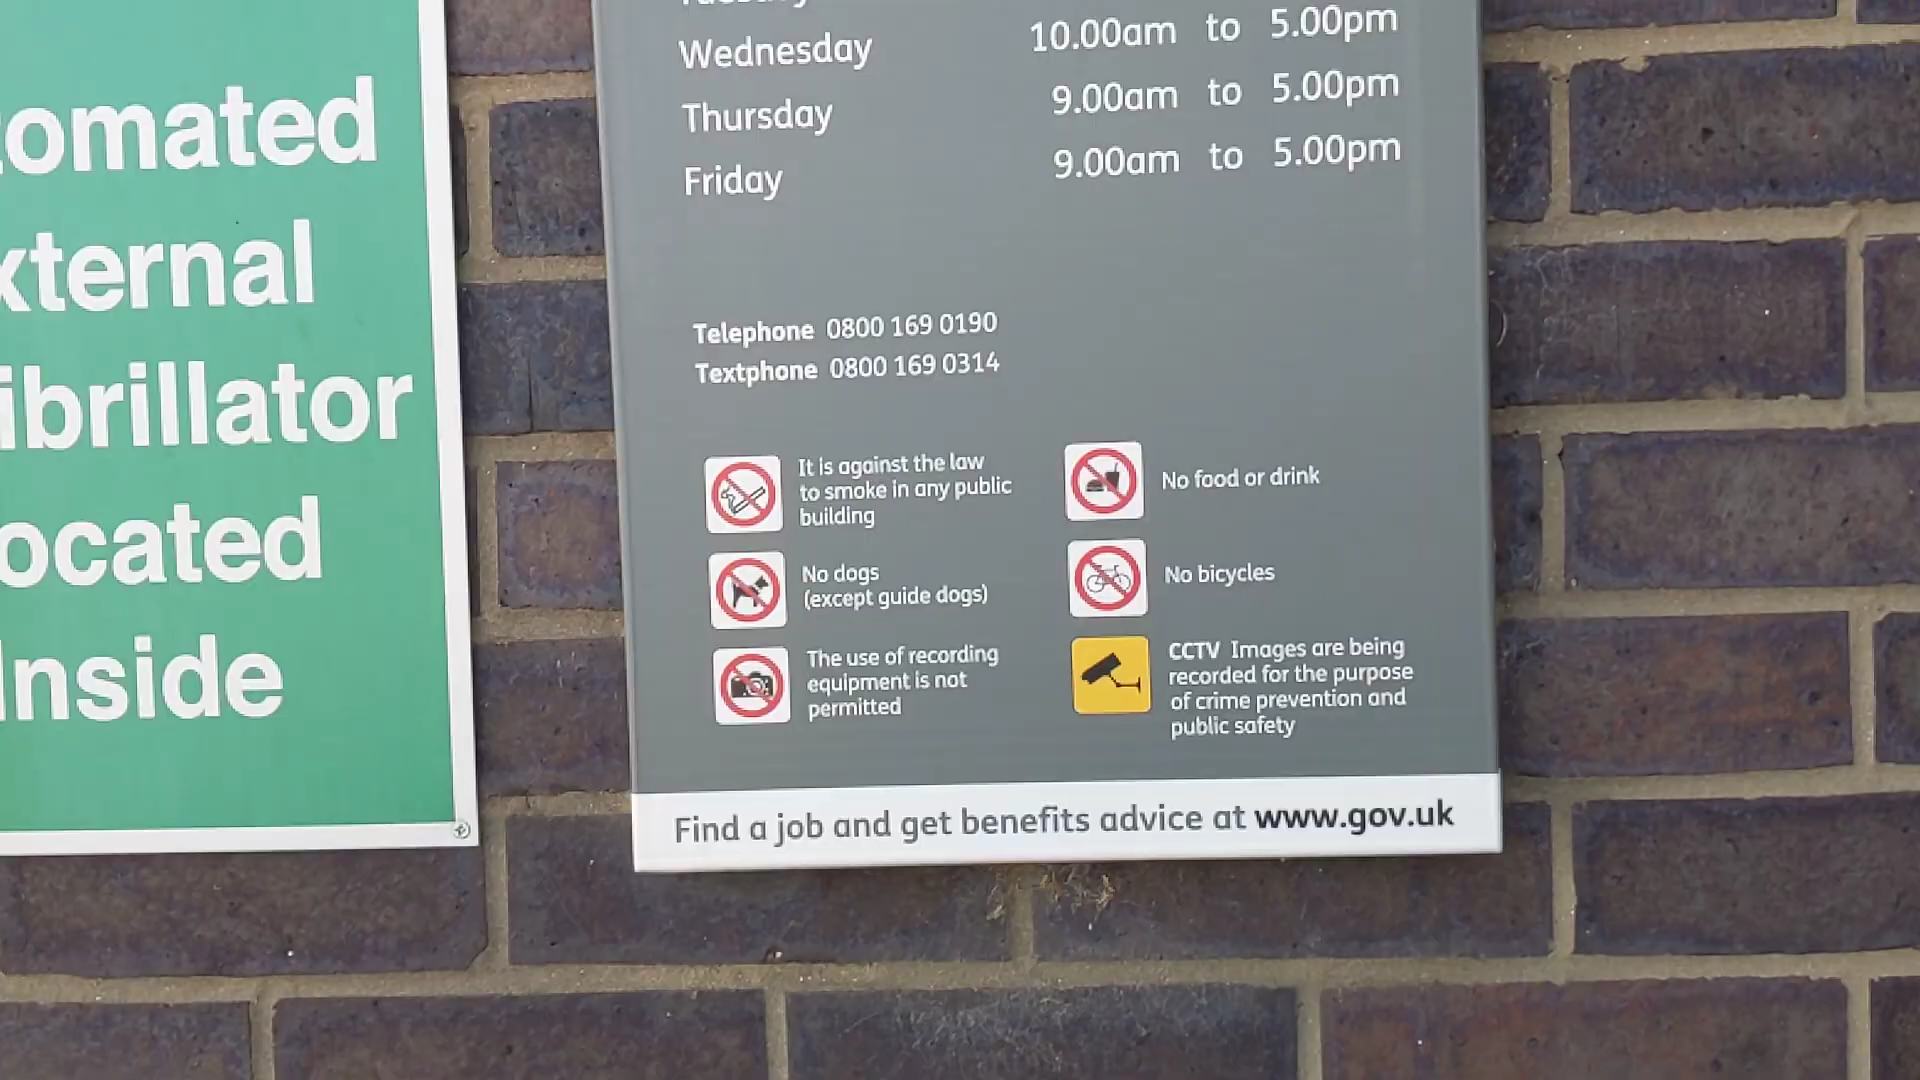 omated
xternal
ibrillator
ocated
Inside
Tuesday
Wednesday 10.00am to 5.00pm
Thursday 9.00am to 5.00pm
Friday 9.00am to 5.00pm
Telephone 0800 169 0190
Textphone 0800 169 0314
It is against the law
to smoke in any public
building
No dogs
(except guide dogs)
The use of recording
equipment is not
permitted
No food or drink
No bicycles
CCTV Images are being
recorded for the purpose
of crime prevention and
public safety
Find a job and get benefits advice at www.gov.uk